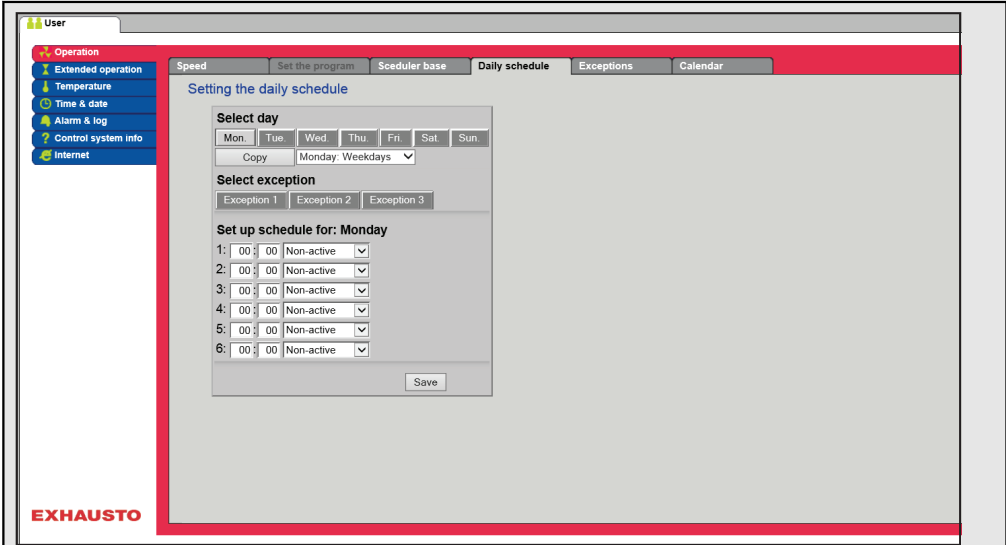 User
Operation
Extended operation
Temperature
Time & date
Alarm & log
Control system info
Internet
Speed Set the program Sceduler base Daily schedule Exceptions Calendar
Setting the daily schedule
Select day
Mon. Tue. Wed. Thu. Fri. Sat. Sun.
Copy Monday: Weekdays
Select exception
Exception 1 Exception 2 Exception 3
Set up schedule for: Monday
1: 00 : 00 Non-active
2: 00 : 00 Non-active
3: 00 : 00 Non-active
4: 00 : 00 Non-active
5: 00 : 00 Non-active
6: 00 : 00 Non-active
Save
EXHAUSTO